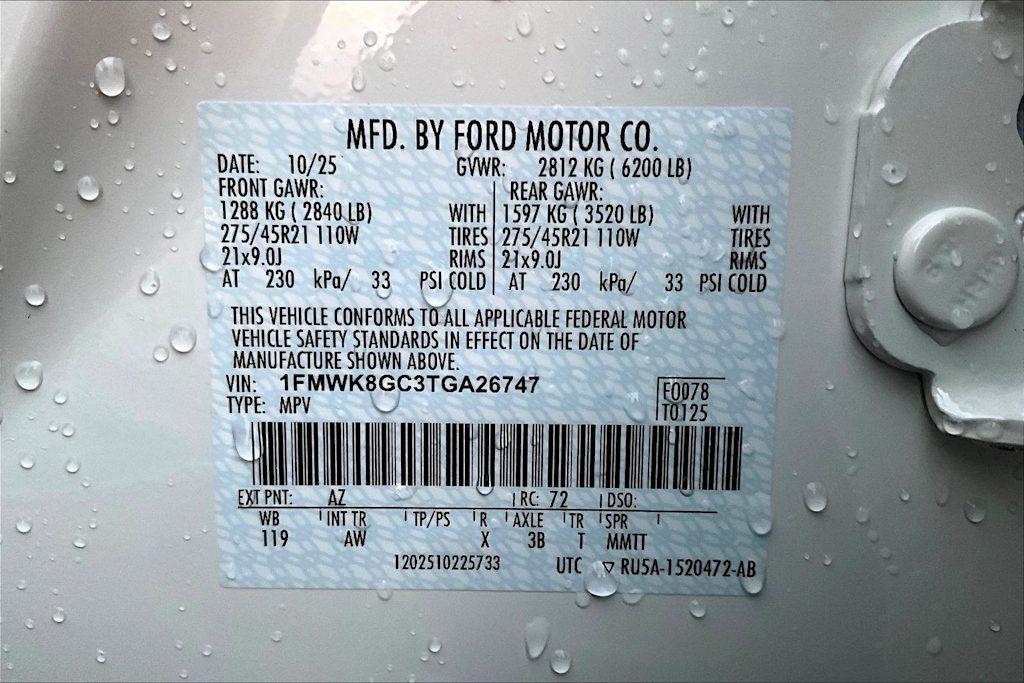 MFD. BY FORD MOTOR CO.
DATE: 10/25 GVWR: 2812 KG ( 6200 LB)
FRONT GAWR: REAR GAWR:
1288 KG ( 2840 LB) WITH 1597 KG ( 3520 LB) WITH
275/45R21 110W TIRES 275/45R21 110W TIRES
21x9.0J RIMS 21x9.0J RIMS
AT 230 kPa/ 33 PSI COLD AT 230 kPa/ 33 PSI COLD
THIS VEHICLE CONFORMS TO ALL APPLICABLE FEDERAL MOTOR
VEHICLE SAFETY STANDARDS IN EFFECT ON THE DATE OF
MANUFACTURE SHOWN ABOVE.
VIN: 1FMWK8GC3TGA26747
TYPE: MPV
F0078
T0125
EXT PNT: AZ RC: 72 DSO:
WB INT TR TP/PS R AXLE TR SPR
119 AW X 3B T MMTT
1202510225733 UTC ▽ RU5A-1520472-AB